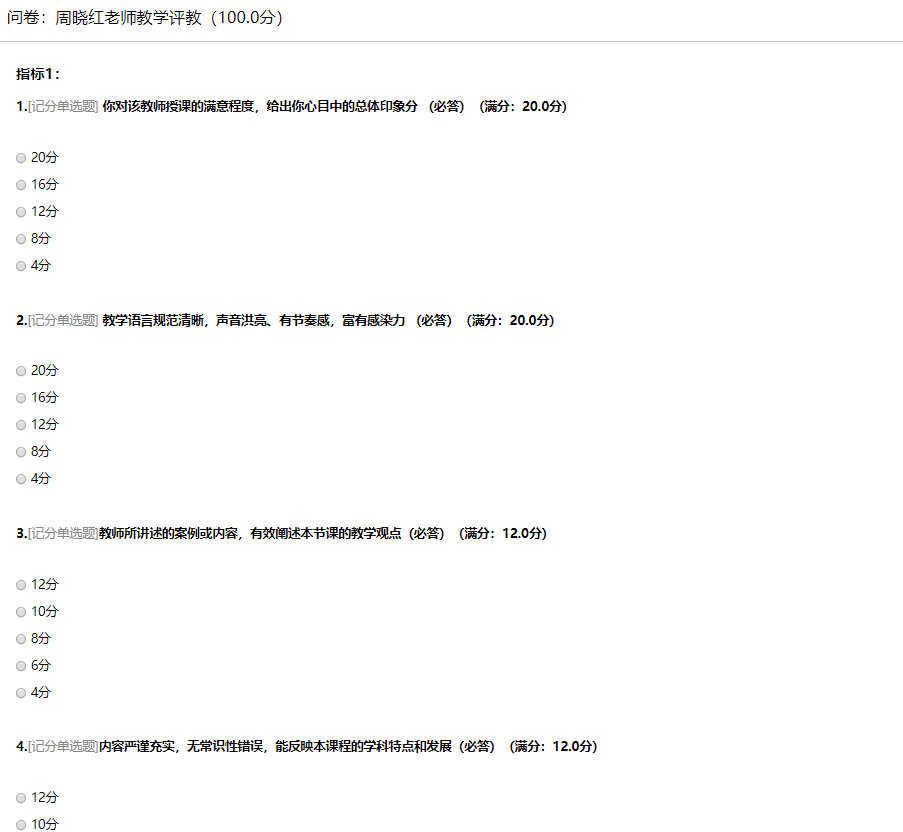 问卷：周晓红老师教学评教（100.0分）
指标1：
1.[记分单选题] 你对该教师授课的满意程度，给出你心目中的总体印象分 （必答）（满分：20.0分）
20分
16分
12分
8分
4分
2.[记分单选题] 教学语言规范清晰，声音洪亮、有节奏感，富有感染力 （必答）（满分：20.0分）
20分
16分
12分
8分
4分
3.[记分单选题]教师所讲述的案例或内容，有效阐述本节课的教学观点（必答）（满分：12.0分）
12分
10分
8分
6分
4分
4.[记分单选题]内容严谨充实，无常识性错误，能反映本课程的学科特点和发展（必答）（满分：12.0分）
12分
10分